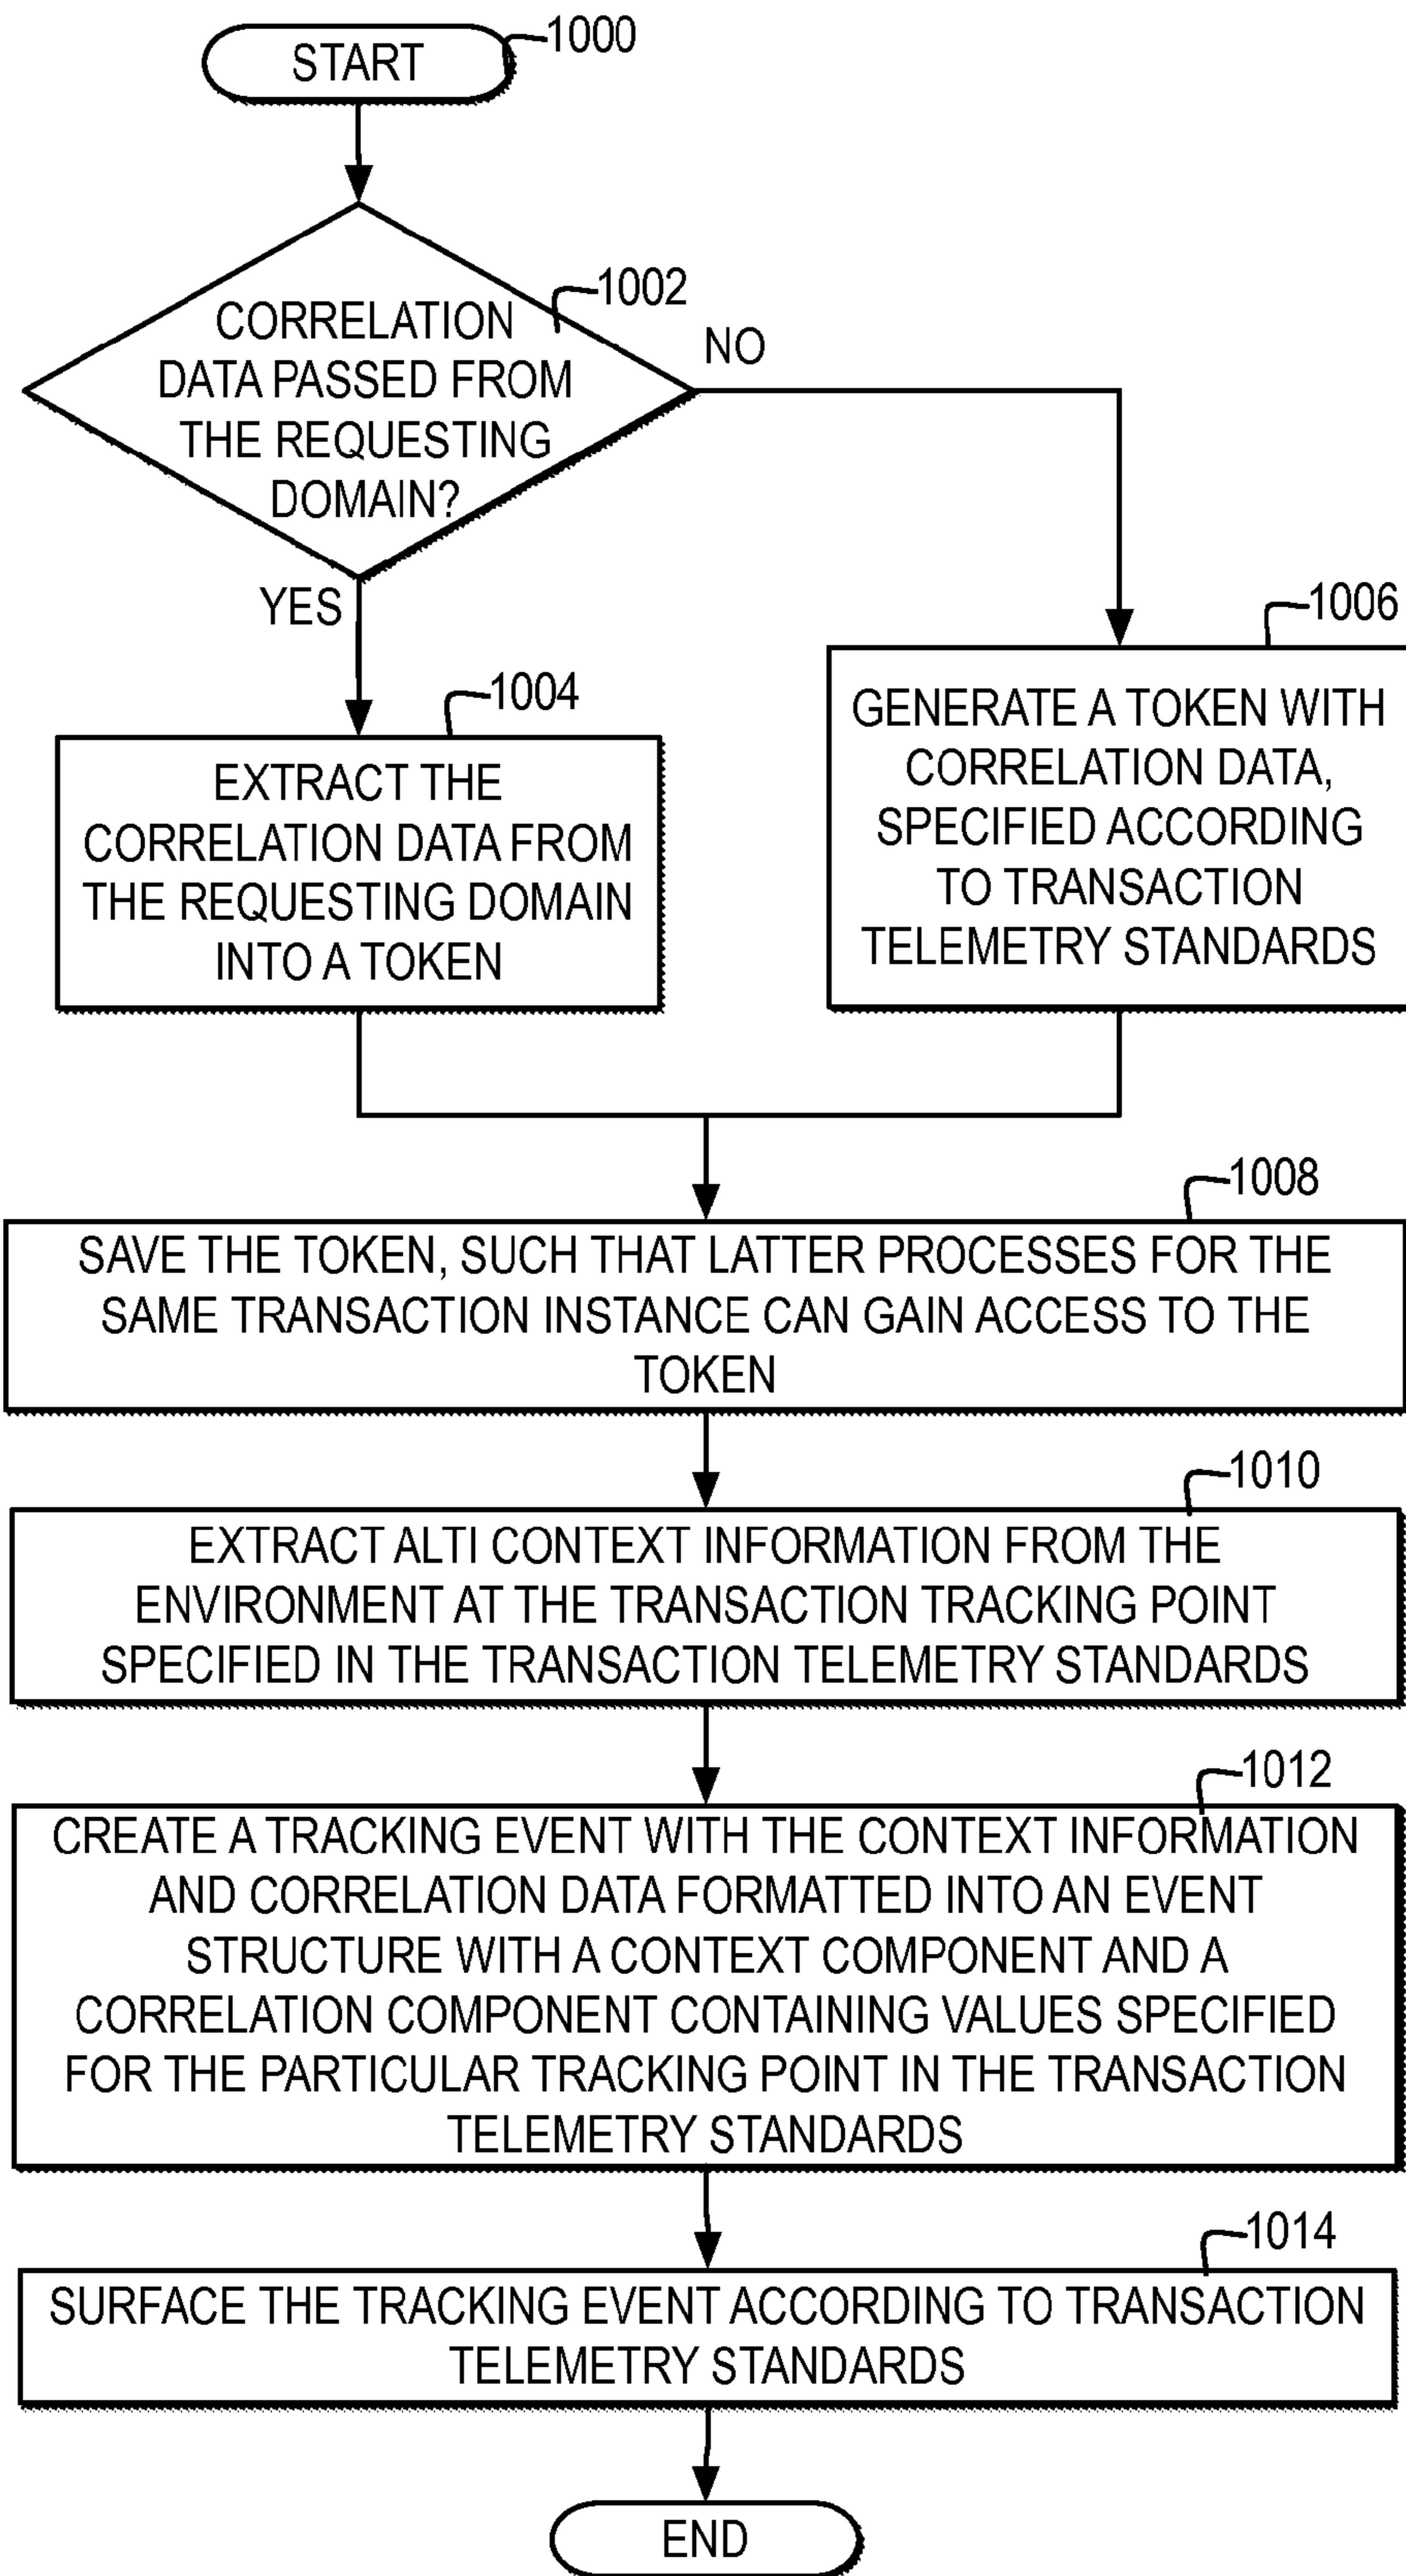 START
1000
1002
CORRELATION
DATA PASSED FROM
THE REQUESTING
DOMAIN?
NO
YES
1004
EXTRACT THE
CORRELATION DATA FROM
THE REQUESTING DOMAIN
INTO A TOKEN
1006
GENERATE A TOKEN WITH
CORRELATION DATA,
SPECIFIED ACCORDING
TO TRANSACTION
TELEMETRY STANDARDS
1008
SAVE THE TOKEN, SUCH THAT LATTER PROCESSES FOR THE
SAME TRANSACTION INSTANCE CAN GAIN ACCESS TO THE
TOKEN
1010
EXTRACT ALTI CONTEXT INFORMATION FROM THE
ENVIRONMENT AT THE TRANSACTION TRACKING POINT
SPECIFIED IN THE TRANSACTION TELEMETRY STANDARDS
1012
CREATE A TRACKING EVENT WITH THE CONTEXT INFORMATION
AND CORRELATION DATA FORMATTED INTO AN EVENT
STRUCTURE WITH A CONTEXT COMPONENT AND A
CORRELATION COMPONENT CONTAINING VALUES SPECIFIED
FOR THE PARTICULAR TRACKING POINT IN THE TRANSACTION
TELEMETRY STANDARDS
1014
SURFACE THE TRACKING EVENT ACCORDING TO TRANSACTION
TELEMETRY STANDARDS
END